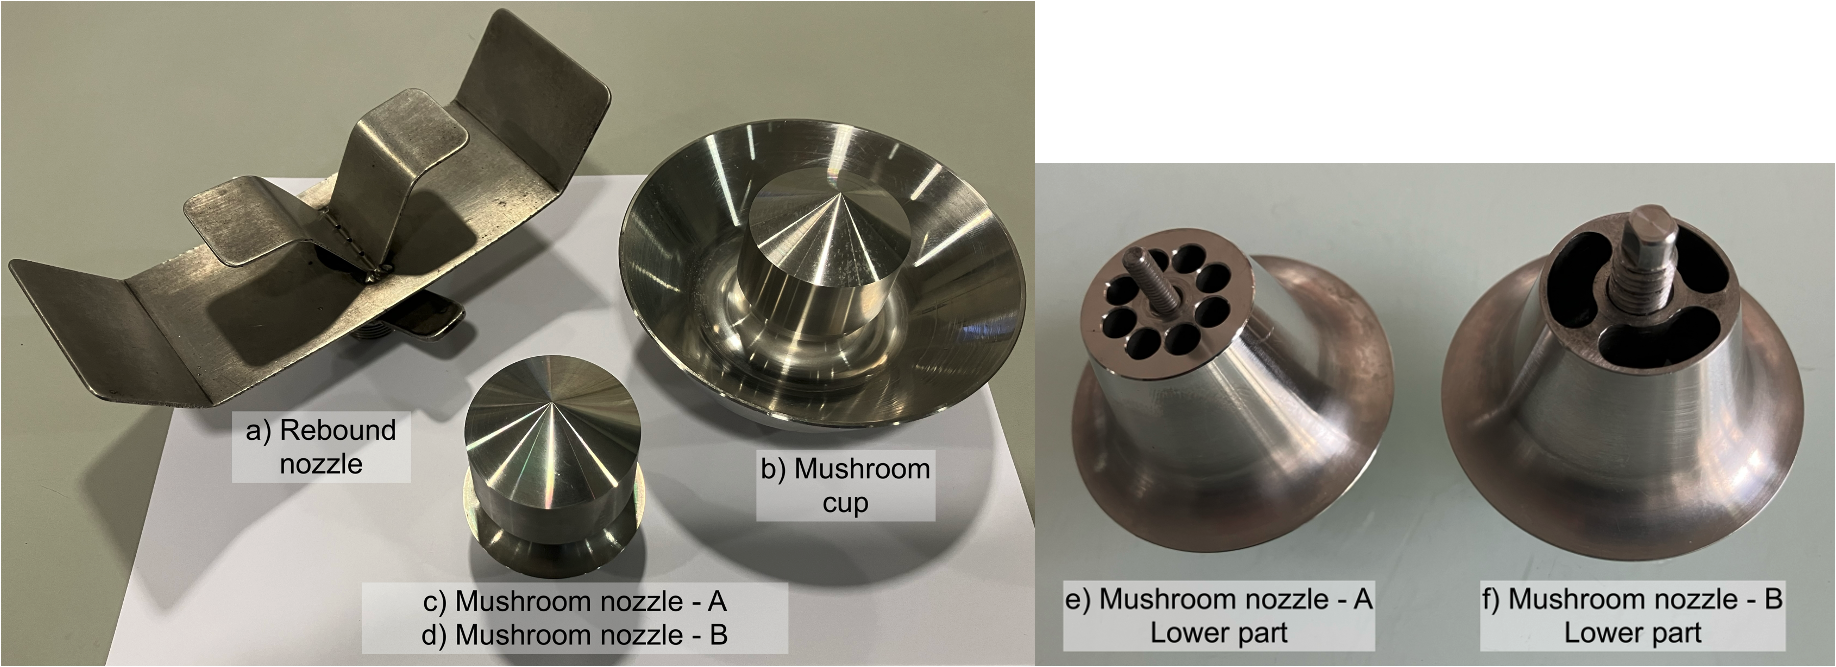 a) Rebound
nozzle
b) Mushroom
cup
c) Mushroom nozzle - A
d) Mushroom nozzle - B
e) Mushroom nozzle - A
Lower part
f) Mushroom nozzle - B
Lower part